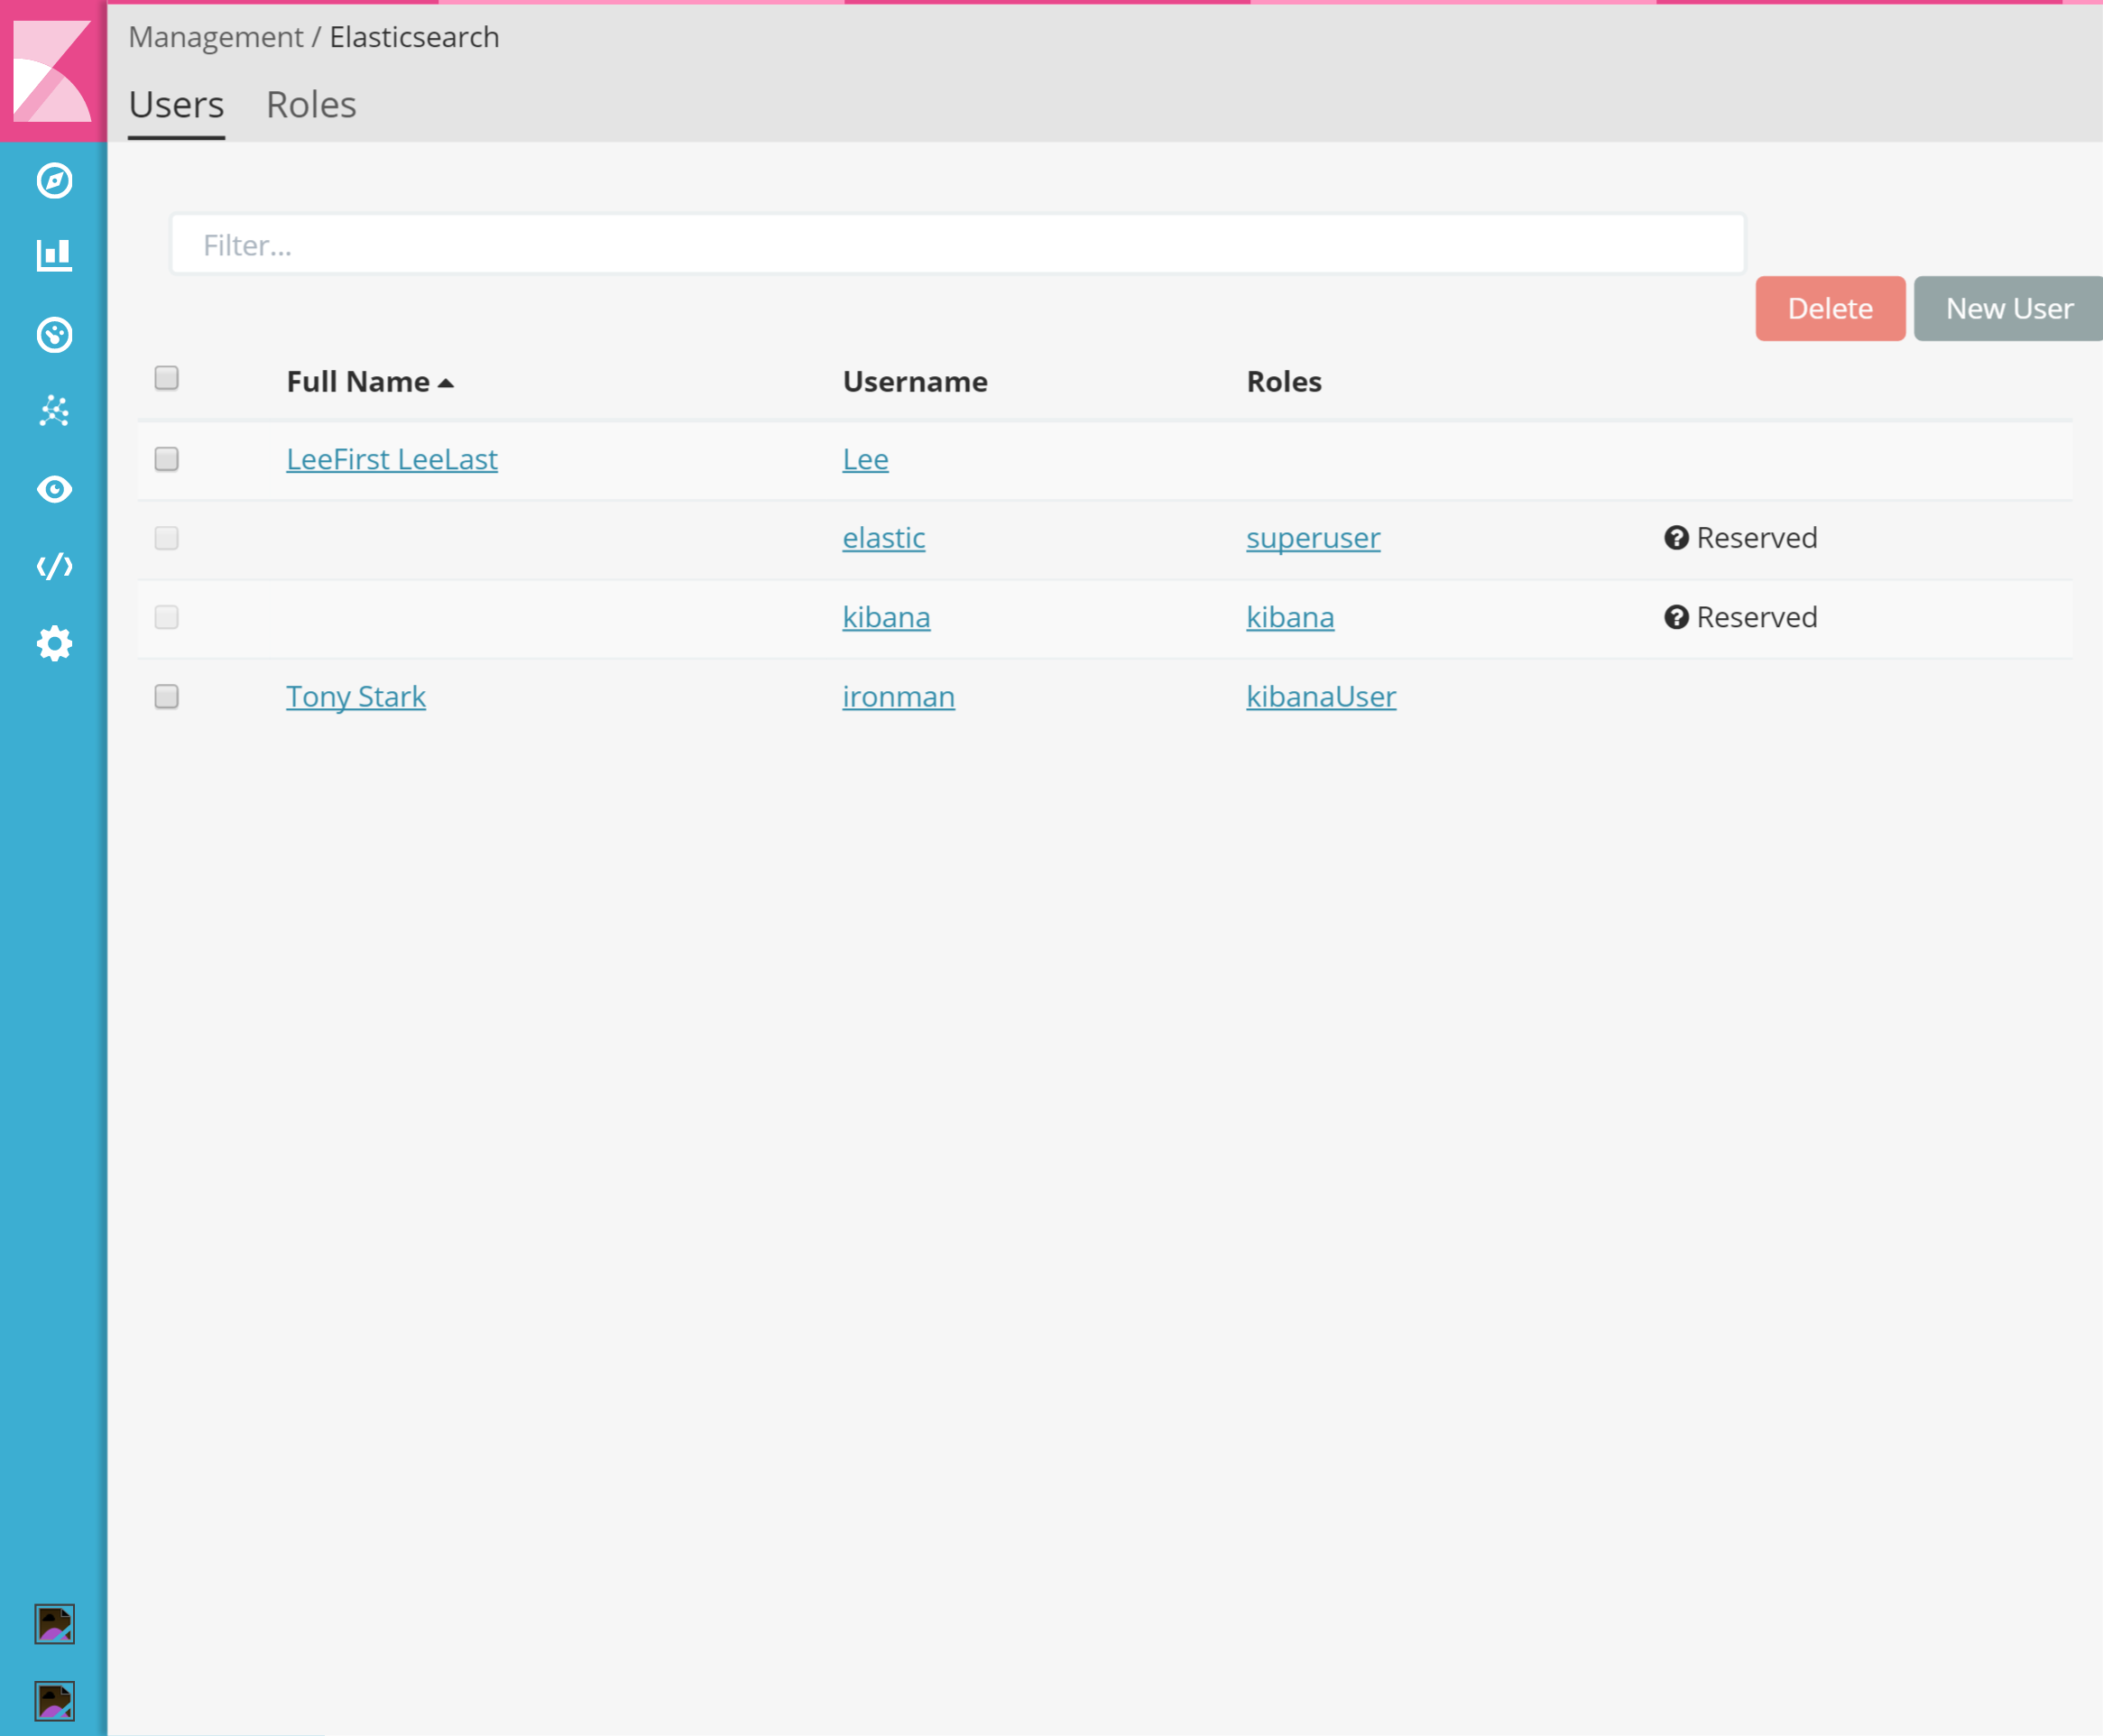 Management / Elasticsearch
Users Roles
Filter...
Delete New User
Full Name Username Roles
LeeFirst LeeLast Lee
elastic superuser Reserved
kibana kibana Reserved
Tony Stark ironman kibanaUser